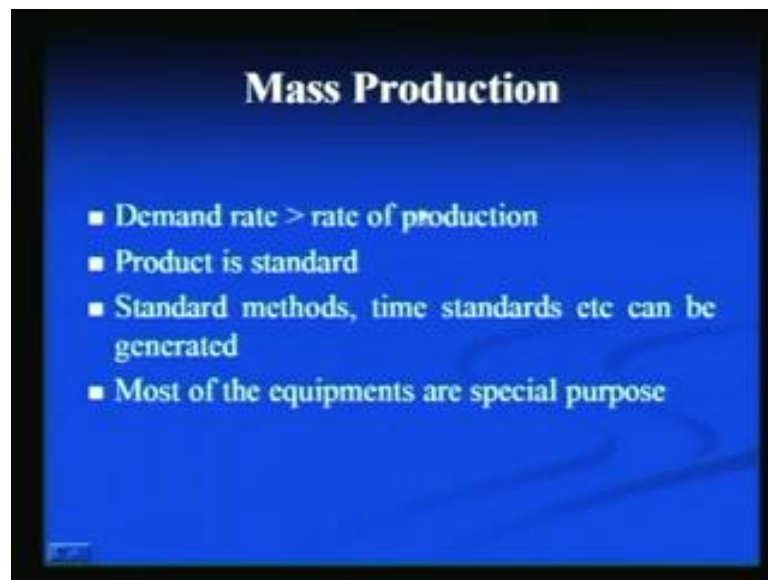 Mass Production
Demand rate > rate of production
Product is standard
Standard methods, time standards etc can be
generated
Most of the equipments are special purpose